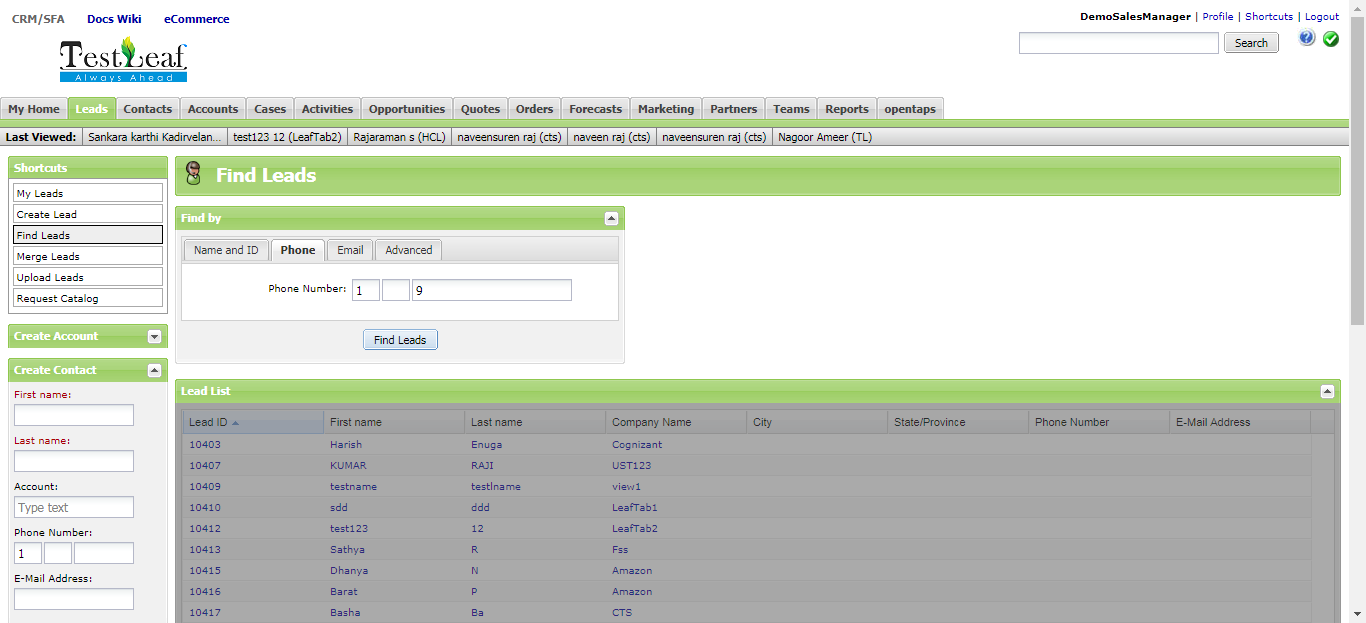 CRM/SFA Docs Wiki eCommerce
DemoSalesManager | Profile | Shortcuts | Logout
TestLeaf
Always Ahead
Search
My Home Leads Contacts Accounts Cases Activities Opportunities Quotes Orders Forecasts Marketing Partners Teams Reports opentaps
Last Viewed: Sankara karthi Kadirvelan... test123 12 (LeafTab2) Rajaraman s (HCL) naveensuren raj (cts) naveen raj (cts) naveensuren raj (cts) Nagoor Ameer (TL)
Shortcuts
My Leads
Create Lead
Find Leads
Merge Leads
Upload Leads
Request Catalog
Create Account
Create Contact
First name:
Last name:
Account:
Type text
Phone Number:
1
E-Mail Address:
Find Leads
Find by
Name and ID Phone Email Advanced
Phone Number: 1 9
Find Leads
Lead List
Lead ID First name Last name Company Name City State/Province Phone Number E-Mail Address
10403 Harish Enuga Cognizant
10407 KUMAR RAJI UST123
10409 testname testlname view1
10410 sdd ddd LeafTab1
10412 test123 12 LeafTab2
10413 Sathya R Fss
10415 Dhanya N Amazon
10416 Barat P Amazon
10417 Basha Ba CTS